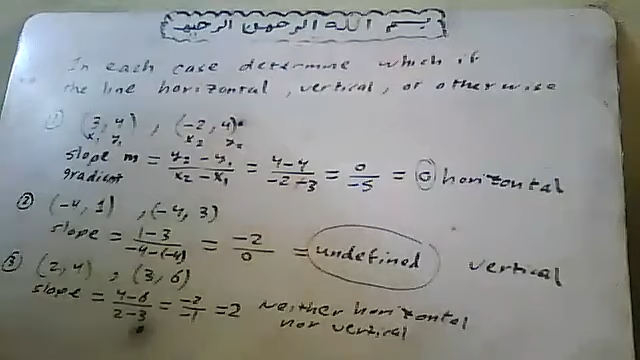 بسم الله الرحمن الرحيم
In each case determine which if
the line horizontal, vertical, or otherwise
① (3, 4) , (-2, 4)
x₁ y₁ x₂ y₂
slope m = y₂ - y₁ / x₂ - x₁ = 4-4 / -2-3 = 0 / -5 = 0 horizontal
gradient
② (-4, 1) , (-4, 3)
slope = 1-3 / -4-(-4) = -2 / 0 = undefined vertical
③ (2, 4) , (3, 6)
slope = 4-6 / 2-3 = -2 / -1 = 2 Neither horizontal
nor vertical